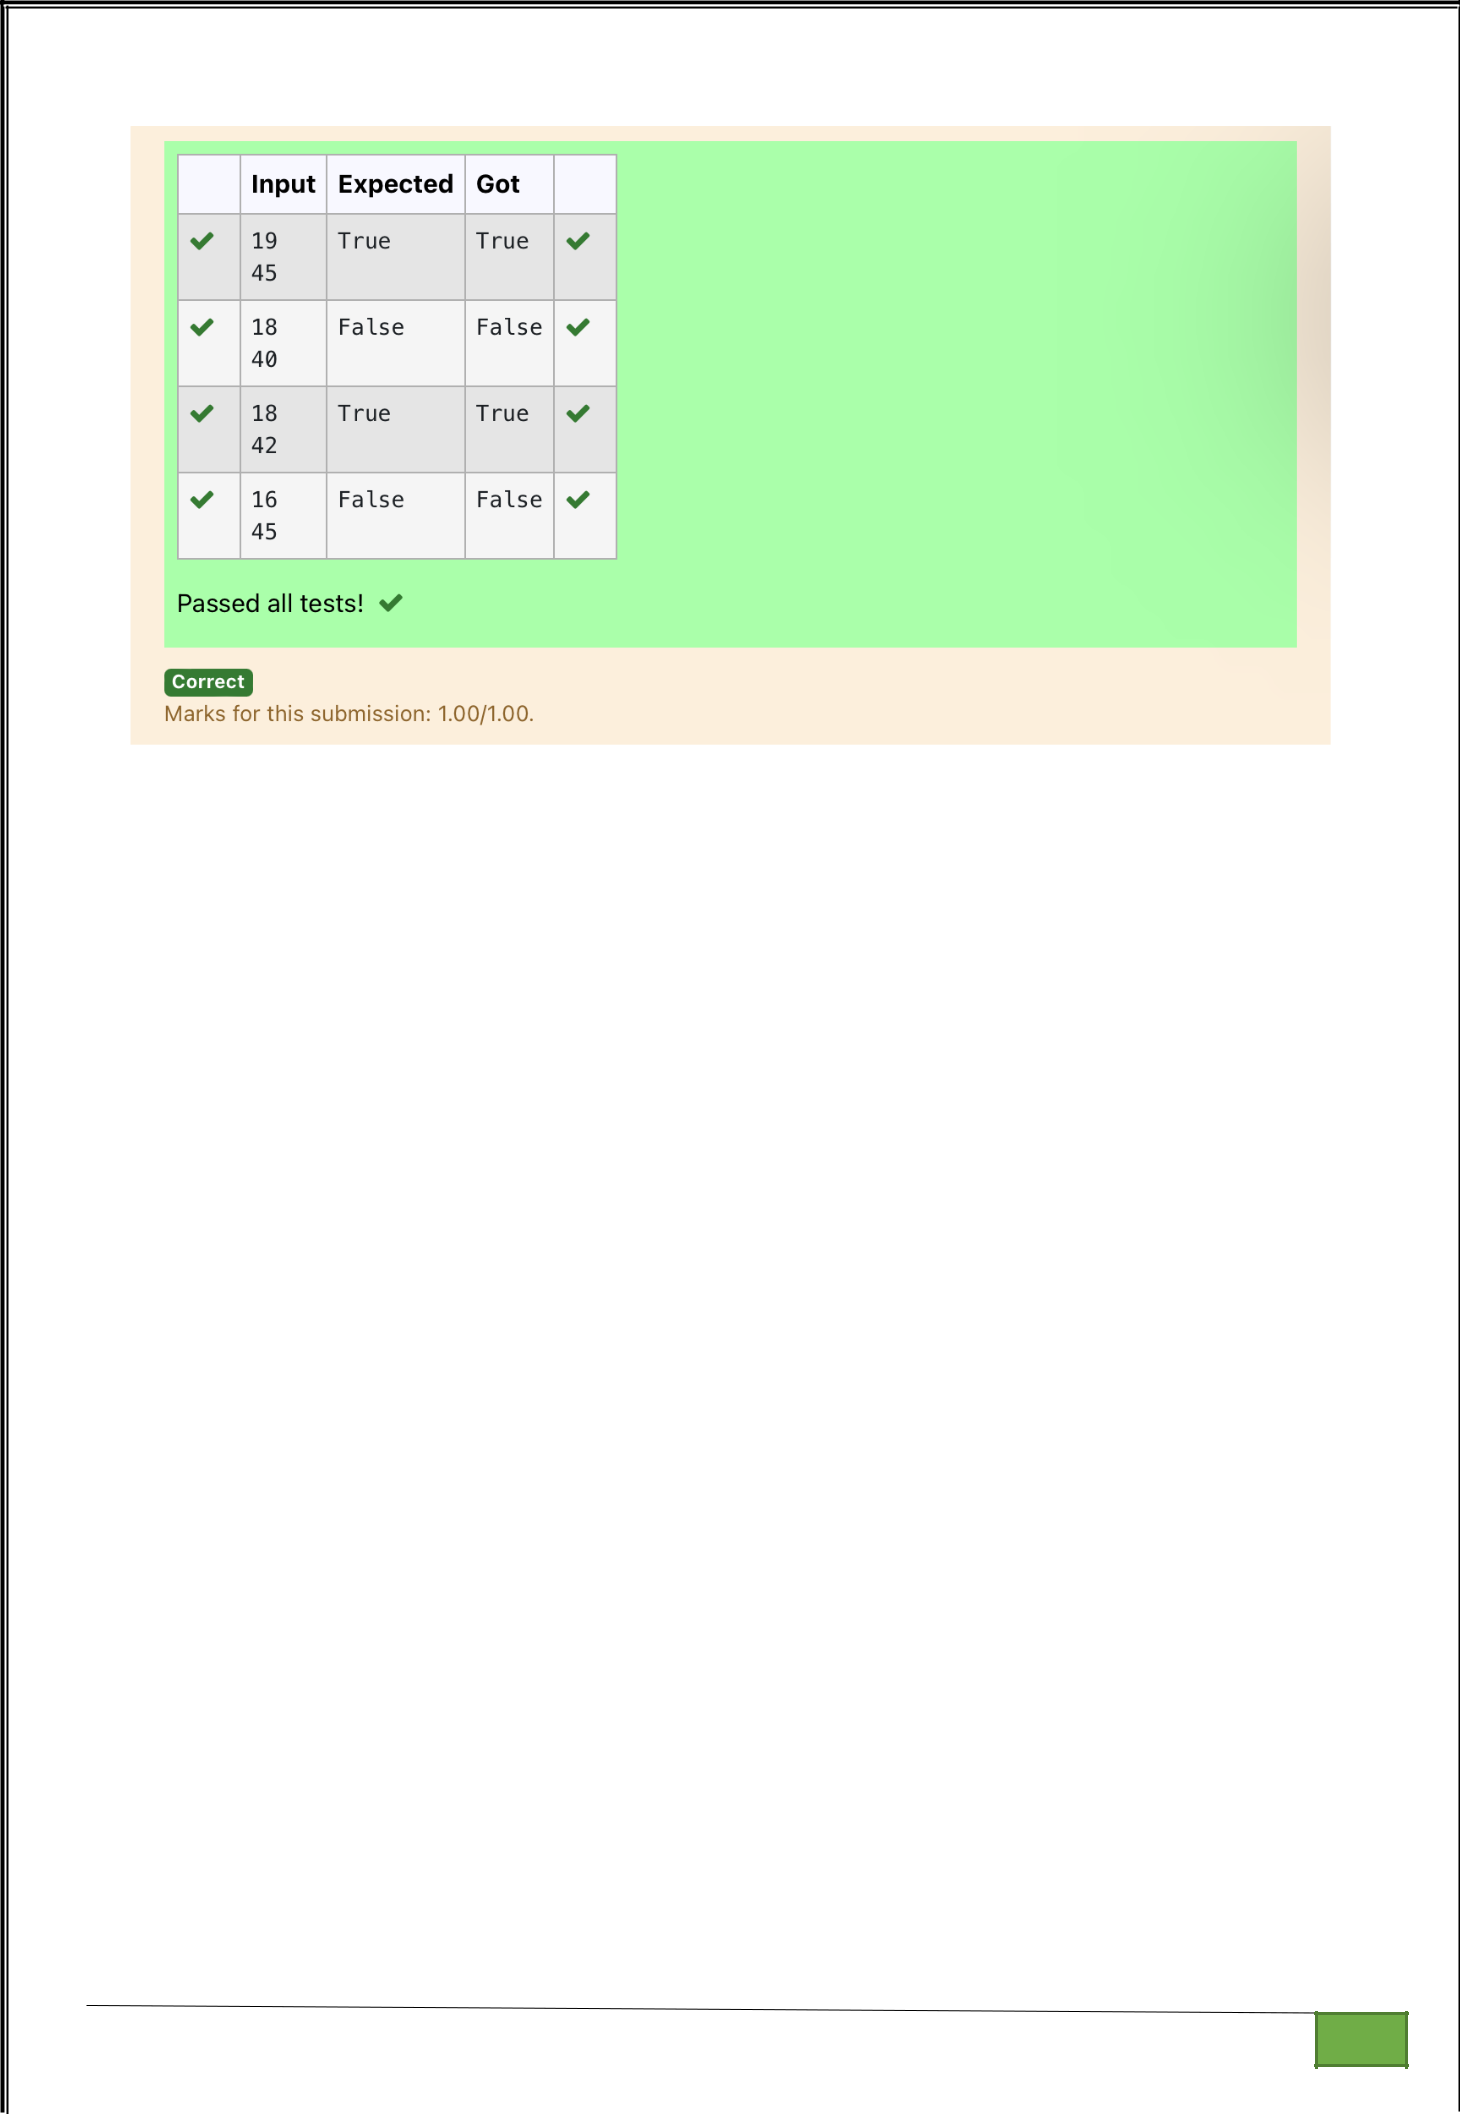 Input Expected Got
19 True True
45
18 False False
40
18 True True
42
16 False False
45
Passed all tests!
Correct
Marks for this submission: 1.00/1.00.